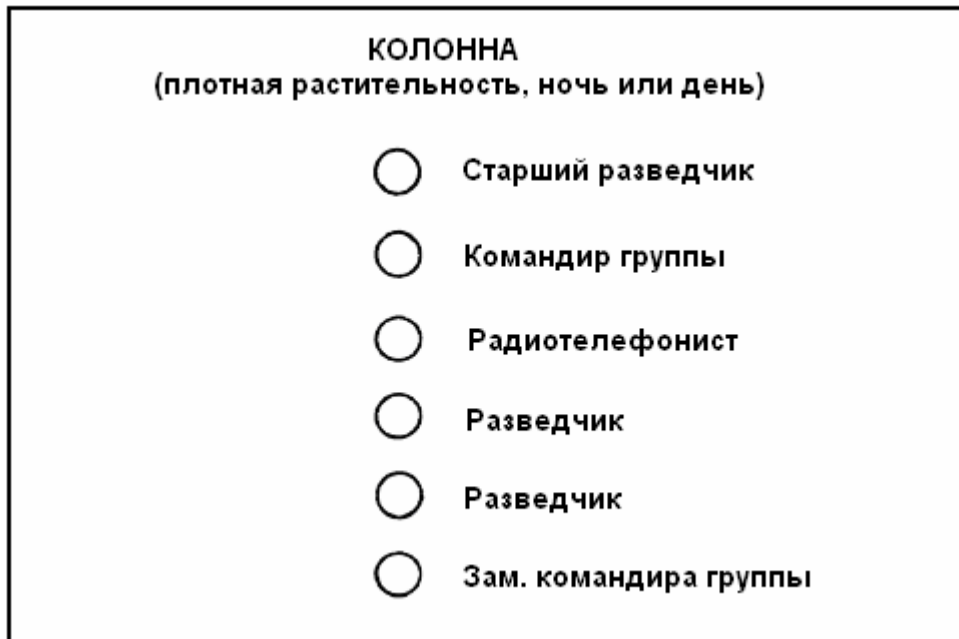 КОЛОННА
(плотная растительность, ночь или день)
Старший разведчик
Командир группы
Радиотелефонист
Разведчик
Разведчик
Зам. командира группы